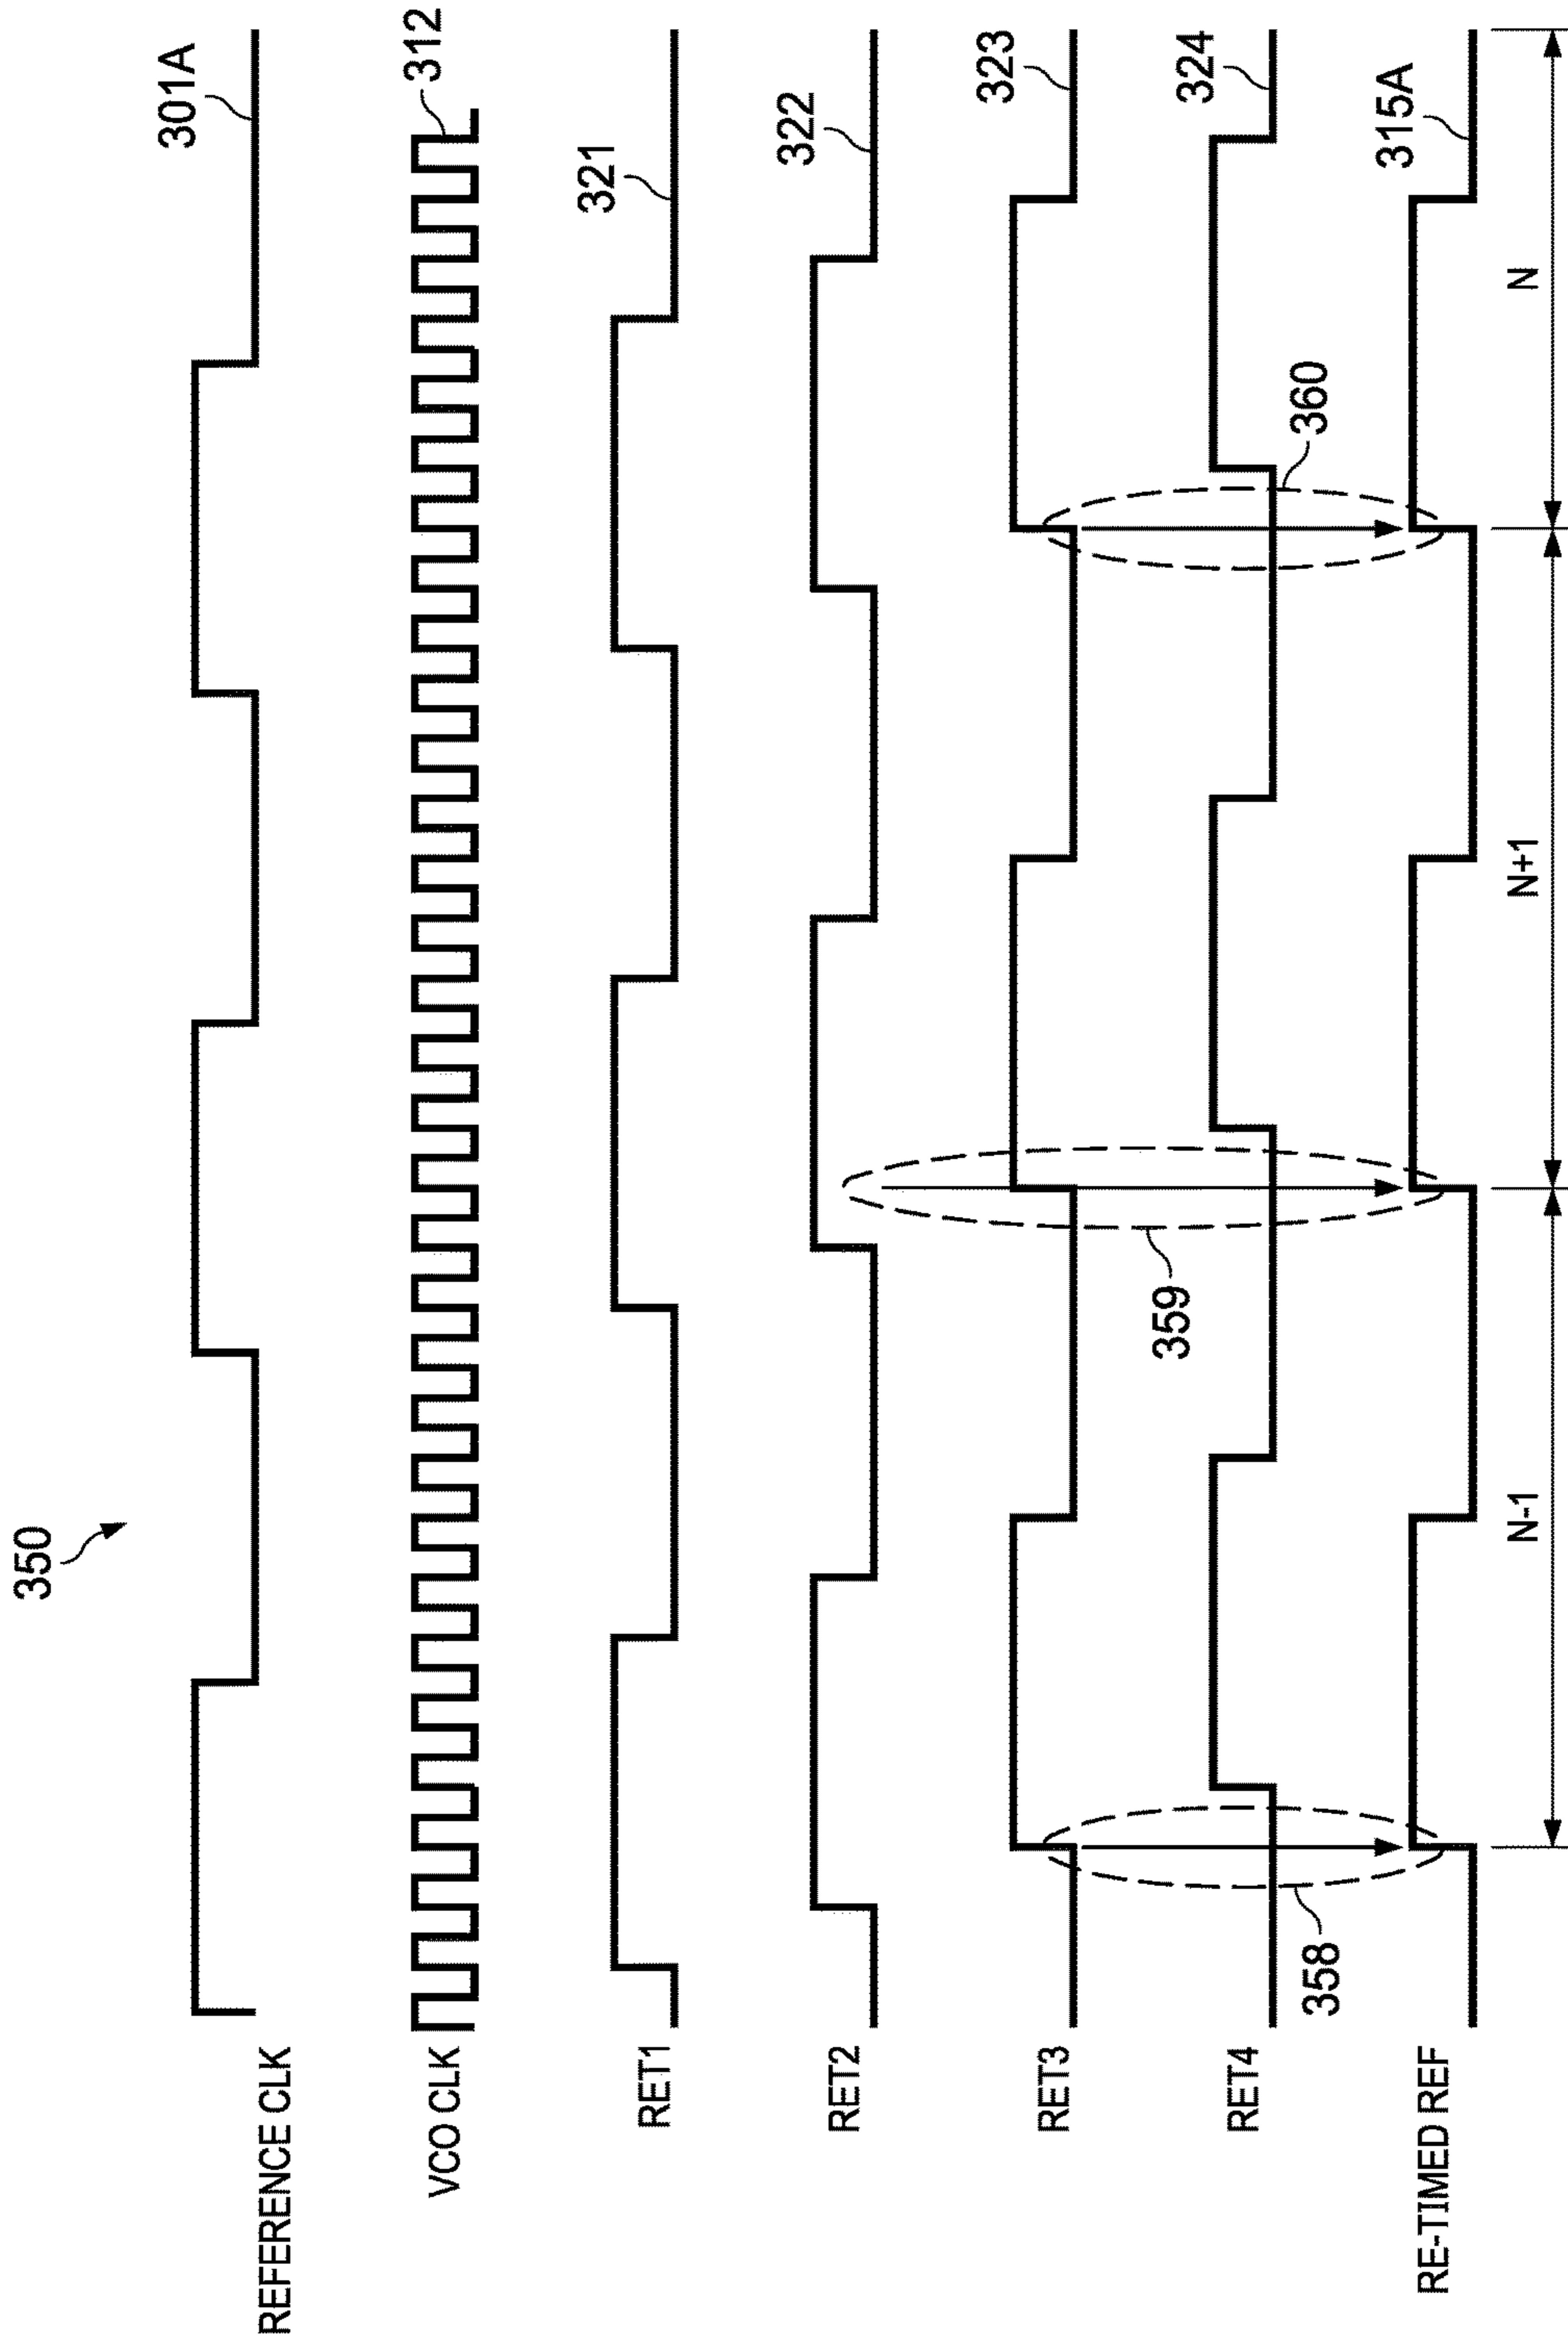 350
REFERENCE CLK
301A
VCO CLK
312
RET1
321
RET2
322
RET3
323
RET4
324
RE-TIMED REF
315A
358
359
360
N-1
N+1
N